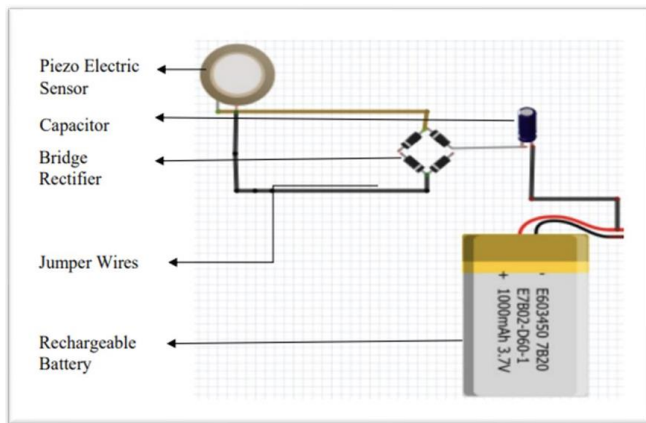 Piezo Electric
Sensor
Capacitor
Bridge
Rectifier
Jumper Wires
Rechargeable
Battery
E603450 7B20
E7B02-D60-1
1000mAh 3.7V
- +